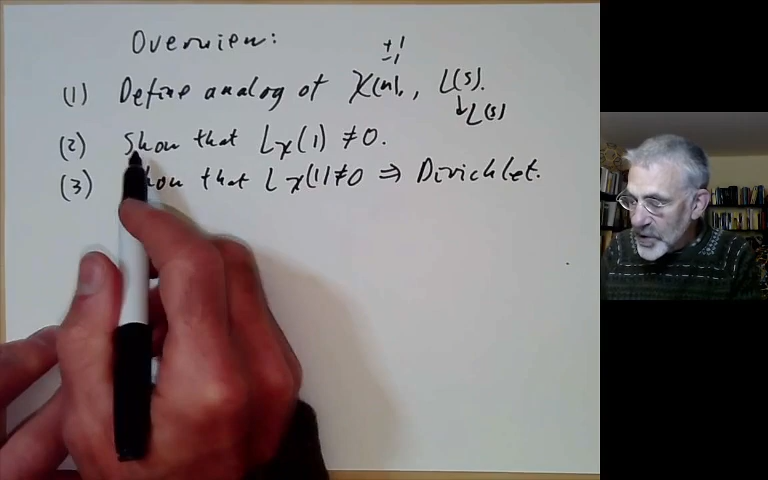 Overview:
+1
-1
(1) Define analog of χ(n), L(s).
↓ L(s)
(2) Show that Lχ(1) ≠ 0.
(3) Show that Lχ(1) ≠ 0 ⇒ Dirichlet.